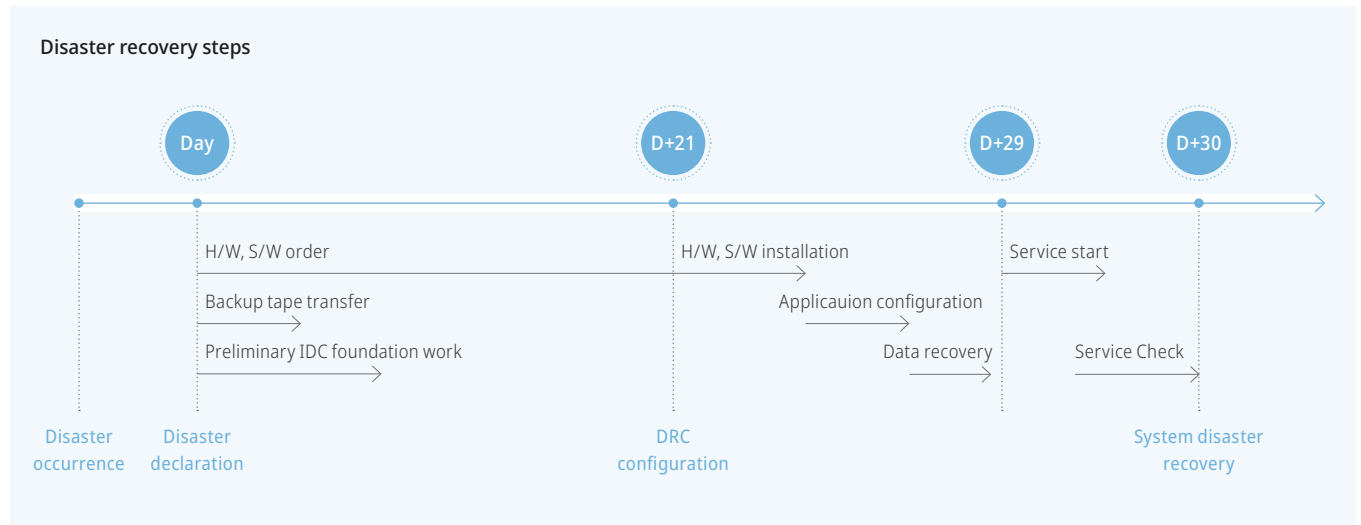 Disaster recovery steps
Day
D+21
D+29
D+30
H/W, S/W order
H/W, S/W installation
Service start
Backup tape transfer
Applicauion configuration
Preliminary IDC foundation work
Data recovery
Service Check
Disaster
occurrence
Disaster
declaration
DRC
configuration
System disaster
recovery